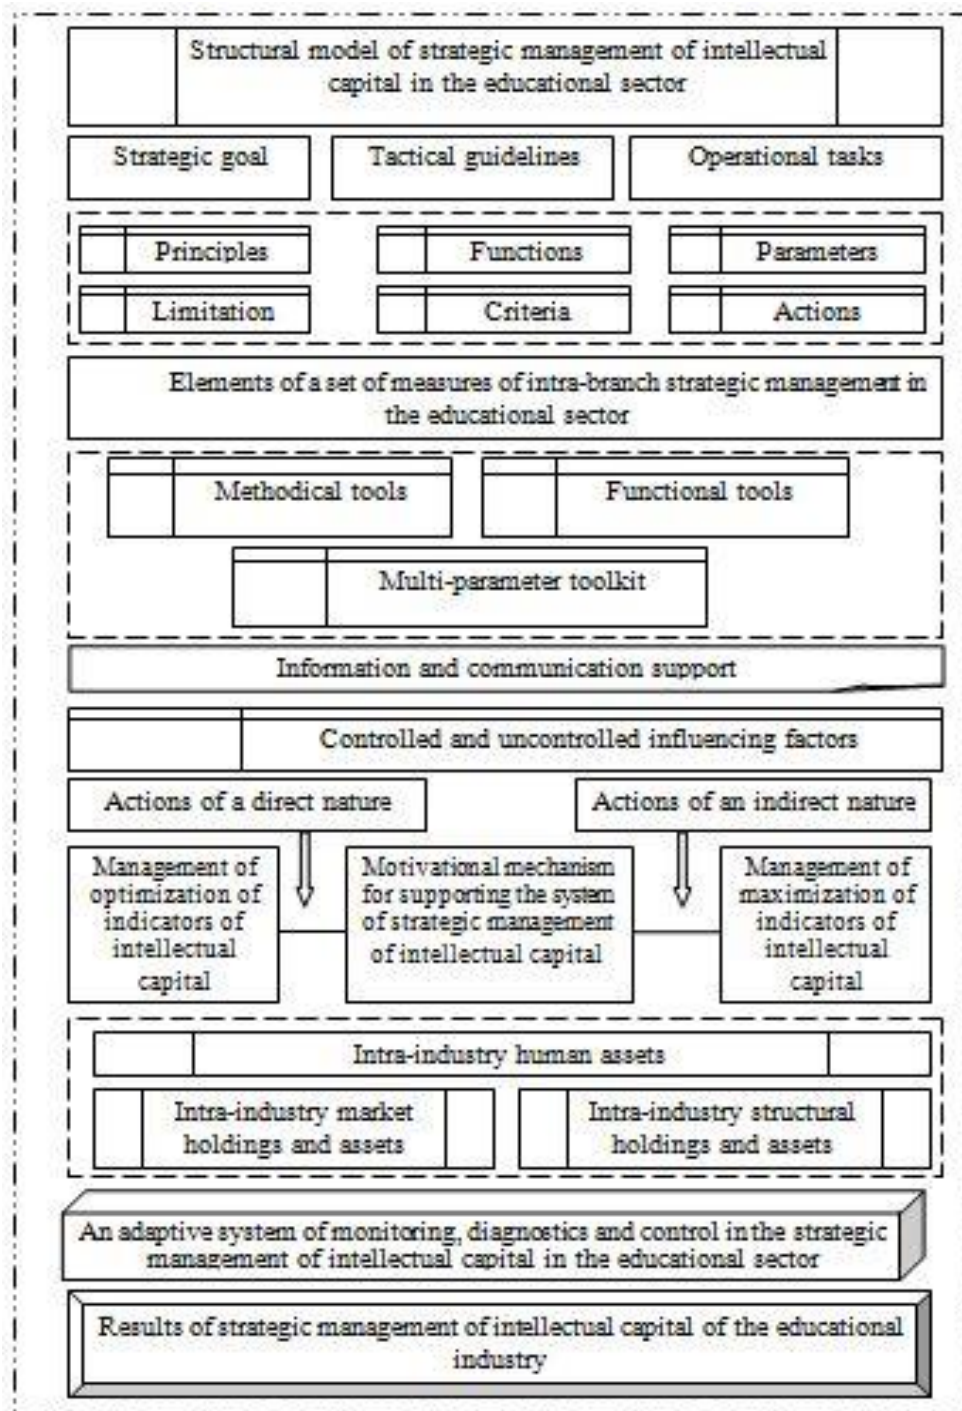 Structural model of strategic management of intellectual
capital in the educational sector
Strategic goal
Tactical guidelines
Operational tasks
Principles
Functions
Parameters
Limitation
Criteria
Actions
Elements of a set of measures of intra-branch strategic management in
the educational sector
Methodical tools
Functional tools
Multi-parameter toolkit
Information and communication support
Controlled and uncontrolled influencing factors
Actions of a direct nature
Actions of an indirect nature
Management of
optimization of
indicators of
intellectual
capital
Motivational mechanism
for supporting the system
of strategic management
of intellectual capital
Management of
maximization of
indicators of
intellectual
capital
Intra-industry human assets
Intra-industry market
holdings and assets
Intra-industry structural
holdings and assets
An adaptive system of monitoring, diagnostics and control in the strategic
management of intellectual capital in the educational sector
Results of strategic management of intellectual capital of the educational
industry